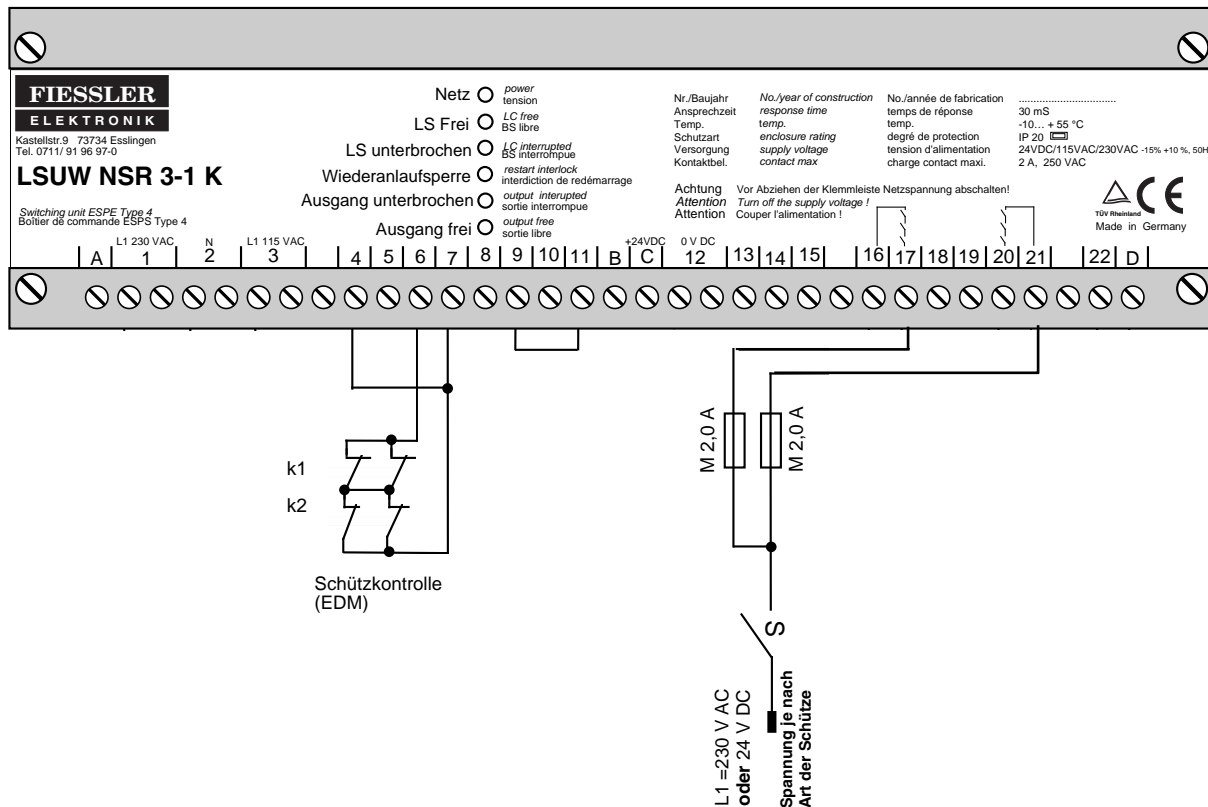 FIESSLER
ELEKTRONIK
Kastellstr.9 73734 Esslingen
Tel. 0711/ 91 96 97-0
LSUW NSR 3-1 K
Switching unit ESPE Type 4
Boîtier de commande ESPS Type 4
Netz
power
tension
LS Frei
LC free
BS libre
LS unterbrochen
LC interrupted
BS interrompue
Wiederanlaufsperre
restart interlock
interdiction de redémarrage
Ausgang unterbrochen
output interupted
sortie interrompue
Ausgang frei
output free
sortie libre
Nr./Baujahr No./year of construction No./année de fabrication ................................
Ansprechzeit response time temps de réponse 30 mS
Temp. temp. temp. -10... + 55 °C
Schutzart enclosure rating degré de protection IP 20
Versorgung supply voltage tension d'alimentation 24VDC/115VAC/230VAC -15% +10 %, 50H
Kontaktbel. contact max charge contact maxi. 2 A, 250 VAC
Achtung Vor Abziehen der Klemmleiste Netzspannung abschalten!
Attention Turn off the supply voltage !
Attention Couper l'alimentation !
TÜV Rheinland
CE
Made in Germany
L1 230 VAC N L1 115 VAC +24VDC 0 V DC
A 1 2 3 4 5 6 7 8 9 10 11 B C 12 13 14 15 16 17 18 19 20 21 22 D
k1
k2
Schützkontrolle
(EDM)
M 2,0 A
M 2,0 A
S
L1 =230 V AC
oder 24 V DC
Spannung je nach
Art der Schütze